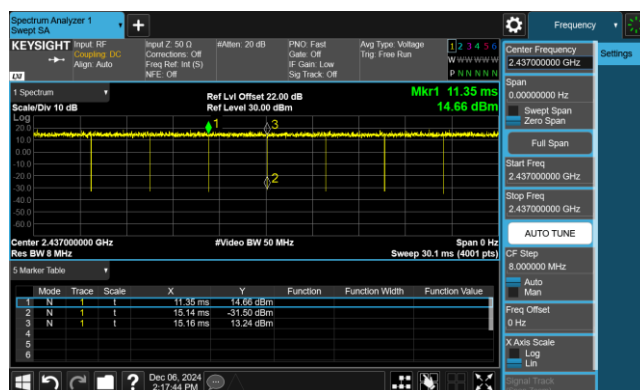 Spectrum Analyzer 1
Swept SA
Frequency
KEYSIGHT Input: RF
Coupling: DC
Align: Auto
Input Z: 50 Ω
Corrections: Off
Freq Ref: Int (S)
NFE: Off
#Atten: 20 dB
PNO: Fast
Gate: Off
IF Gain: Low
Sig Track: Off
Avg Type: Voltage
Trig: Free Run
1 2 3 4 5 6
W W W W W W
P N N N N N
LXI
1 Spectrum
Scale/Div 10 dB
Ref Lvl Offset 22.00 dB
Ref Level 30.00 dBm
Mkr1 11.35 ms
14.66 dBm
Log
20.0
10.0
0.00
-10.0
-20.0
-30.0
-40.0
-50.0
-60.0
1
3
2
Center 2.437000000 GHz
Res BW 8 MHz
#Video BW 50 MHz
Span 0 Hz
Sweep 30.1 ms (4001 pts)
5 Marker Table
Mode Trace Scale X Y Function Function Width Function Value
1 N 1 t 11.35 ms 14.66 dBm
2 N 1 t 15.14 ms -31.50 dBm
3 N 1 t 15.16 ms 13.24 dBm
4
5
6
Dec 06, 2024
2:17:44 PM
Settings
Center Frequency
2.437000000 GHz
Span
0.00000000 Hz
Swept Span
Zero Span
Full Span
Start Freq
2.437000000 GHz
Stop Freq
2.437000000 GHz
AUTO TUNE
CF Step
8.000000 MHz
Auto
Man
Freq Offset
0 Hz
X Axis Scale
Log
Lin
Signal Track